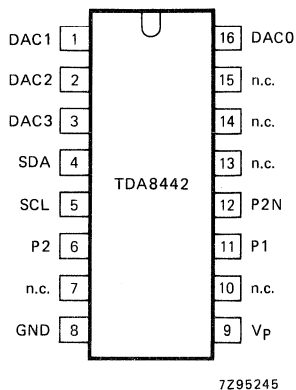 DAC1 1 16 DAC0
DAC2 2 15 n.c.
DAC3 3 14 n.c.
SDA 4 13 n.c.
TDA8442
SCL 5 12 P2N
P2 6 11 P1
n.c. 7 10 n.c.
GND 8 9 Vp
7Z95245